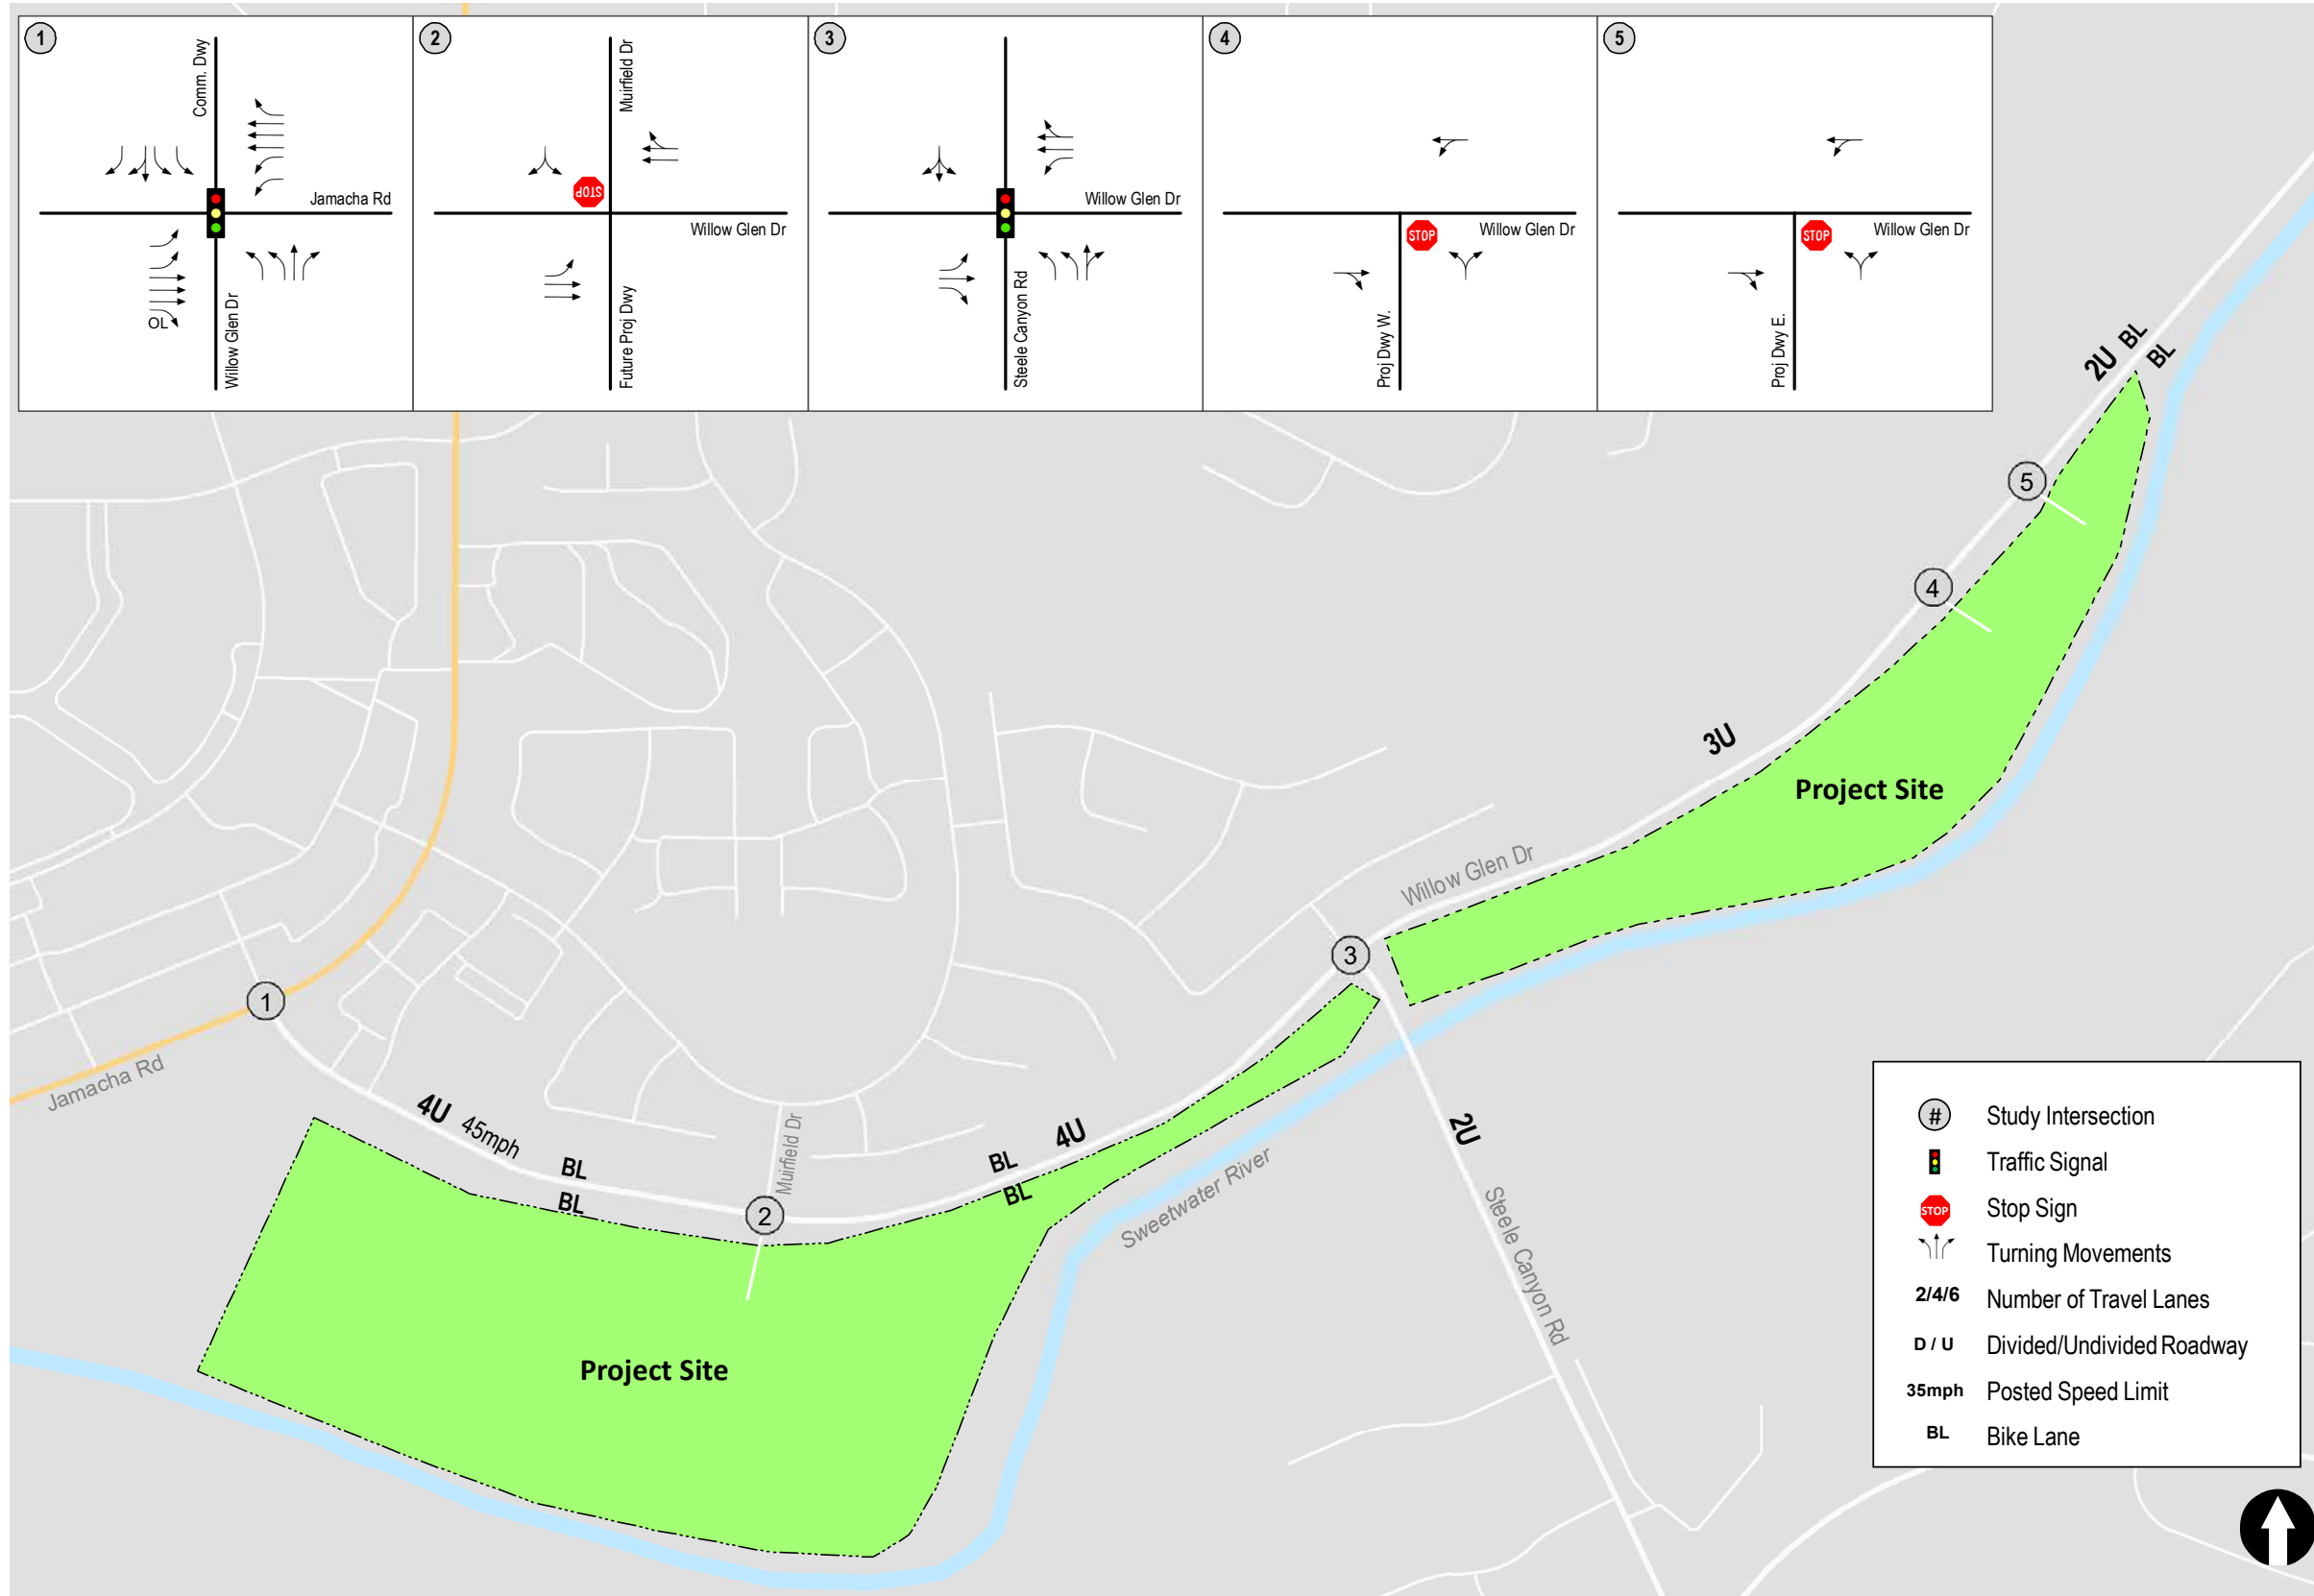 1
Comm. Dwy
Jamacha Rd
OL
Willow Glen Dr
2
Muirfield Dr
STOP
Willow Glen Dr
Future Proj Dwy
3
Willow Glen Dr
Steele Canyon Rd
4
STOP
Willow Glen Dr
Proj Dwy W.
5
STOP
Willow Glen Dr
Proj Dwy E.
2U
BL
BL
5
4
3U
Project Site
Willow Glen Dr
3
1
Jamacha Rd
4U
45mph
BL
BL
Muirfield Dr
2
BL
4U
BL
2U
Sweetwater River
Steele Canyon Rd
Project Site
# Study Intersection
Traffic Signal
STOP Stop Sign
Turning Movements
2/4/6 Number of Travel Lanes
D / U Divided/Undivided Roadway
35mph Posted Speed Limit
BL Bike Lane